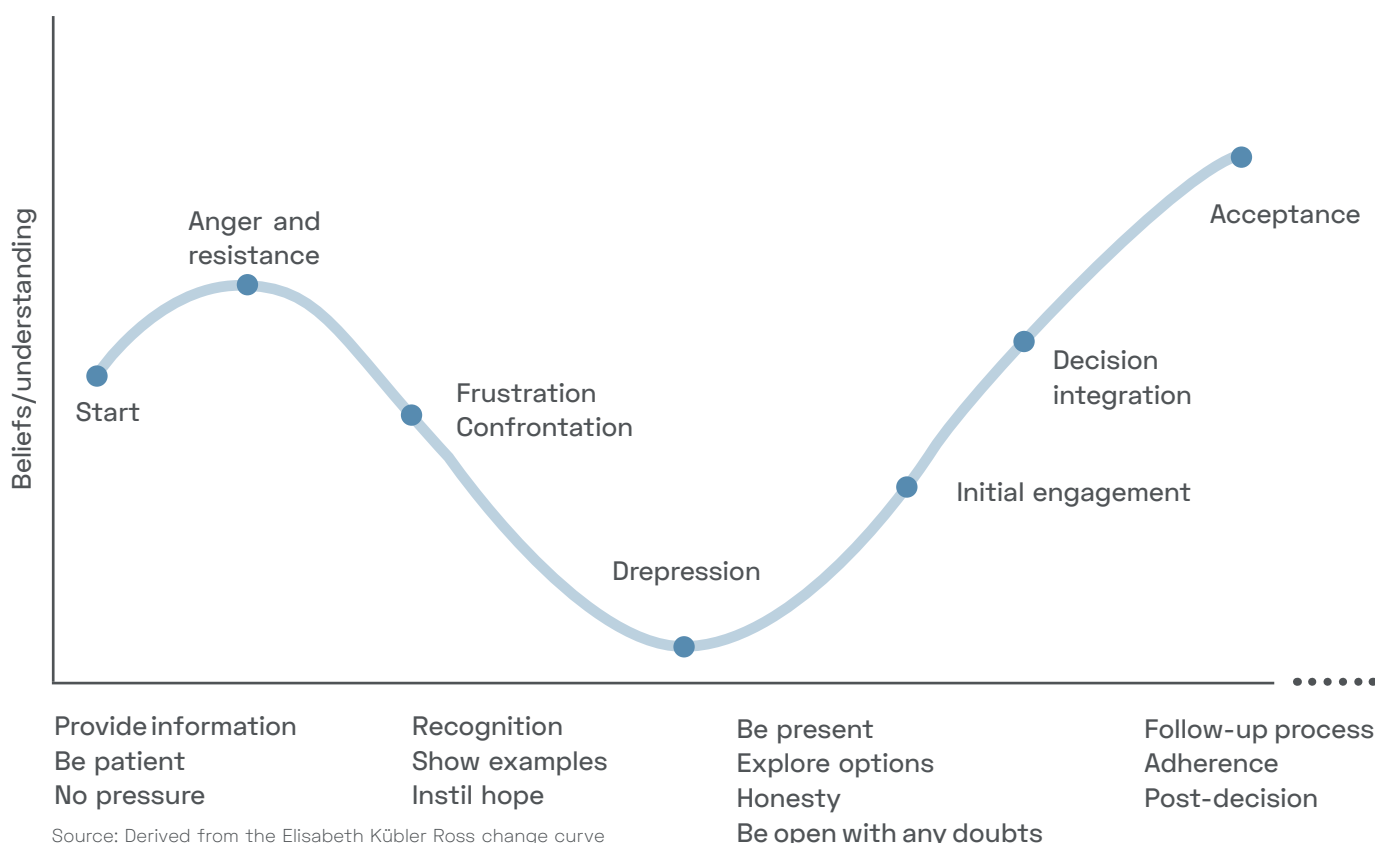 Beliefs/understanding
Anger and
resistance
Start
Frustration
Confrontation
Drepression
Initial engagement
Decision
integration
Acceptance
Provide information
Be patient
No pressure
Recognition
Show examples
Instil hope
Be present
Explore options
Honesty
Be open with any doubts
Follow-up process
Adherence
Post-decision
Source: Derived from the Elisabeth Kübler Ross change curve